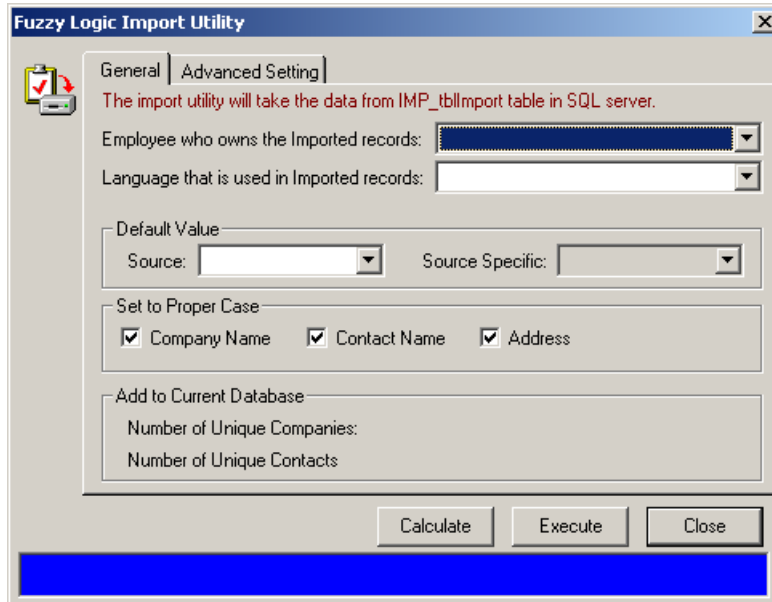 Fuzzy Logic Import Utility
General Advanced Setting
The import utility will take the data from IMP_tblImport table in SQL server.
Employee who owns the Imported records:
Language that is used in Imported records:
Default Value
Source: Source Specific:
Set to Proper Case
Company Name Contact Name Address
Add to Current Database
Number of Unique Companies:
Number of Unique Contacts
Calculate Execute Close